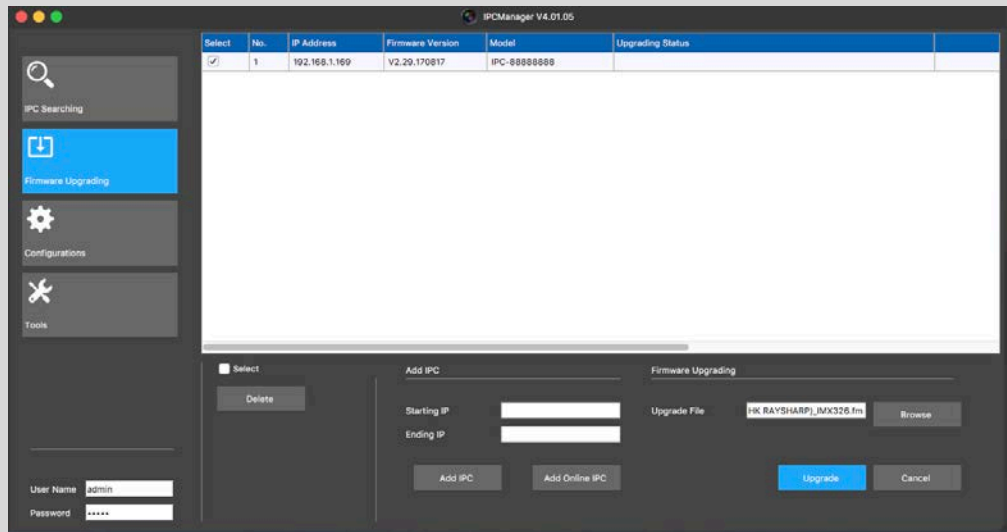 IPCManager V4.01.05
Select No. IP Address Firmware Version Model Upgrading Status
1 192.168.1.169 V2.29.170817 IPC-88888888
IPC Searching
Firmware Upgrading
Configurations
Tools
User Name admin
Password •••••
Select
Delete
Add IPC
Starting IP
Ending IP
Add IPC Add Online IPC
Firmware Upgrading
Upgrade File HK RAYSHARP)_IMX326.fm Browse
Upgrade Cancel